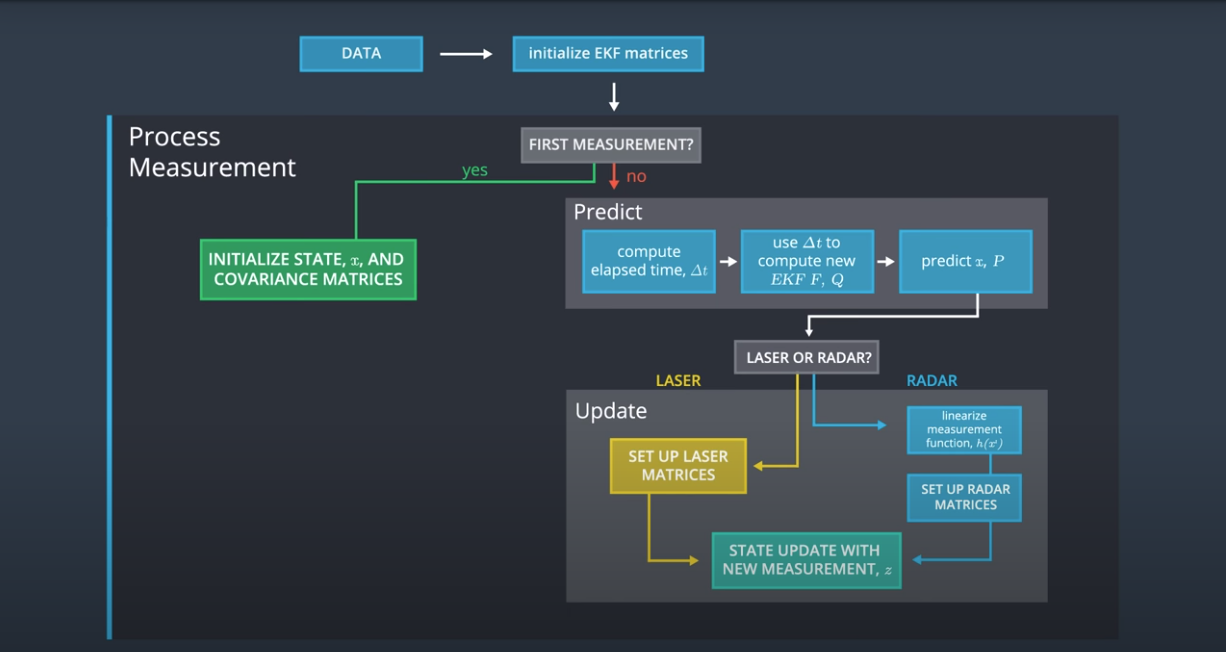 DATA
initialize EKF matrices
Process
Measurement
FIRST MEASUREMENT?
yes
no
INITIALIZE STATE, x, AND
COVARIANCE MATRICES
Predict
compute
elapsed time, Δt
use Δt to
compute new
EKF F, Q
predict x, P
LASER OR RADAR?
LASER
RADAR
Update
SET UP LASER
MATRICES
linearize
measurement
function, h(x')
SET UP RADAR
MATRICES
STATE UPDATE WITH
NEW MEASUREMENT, z